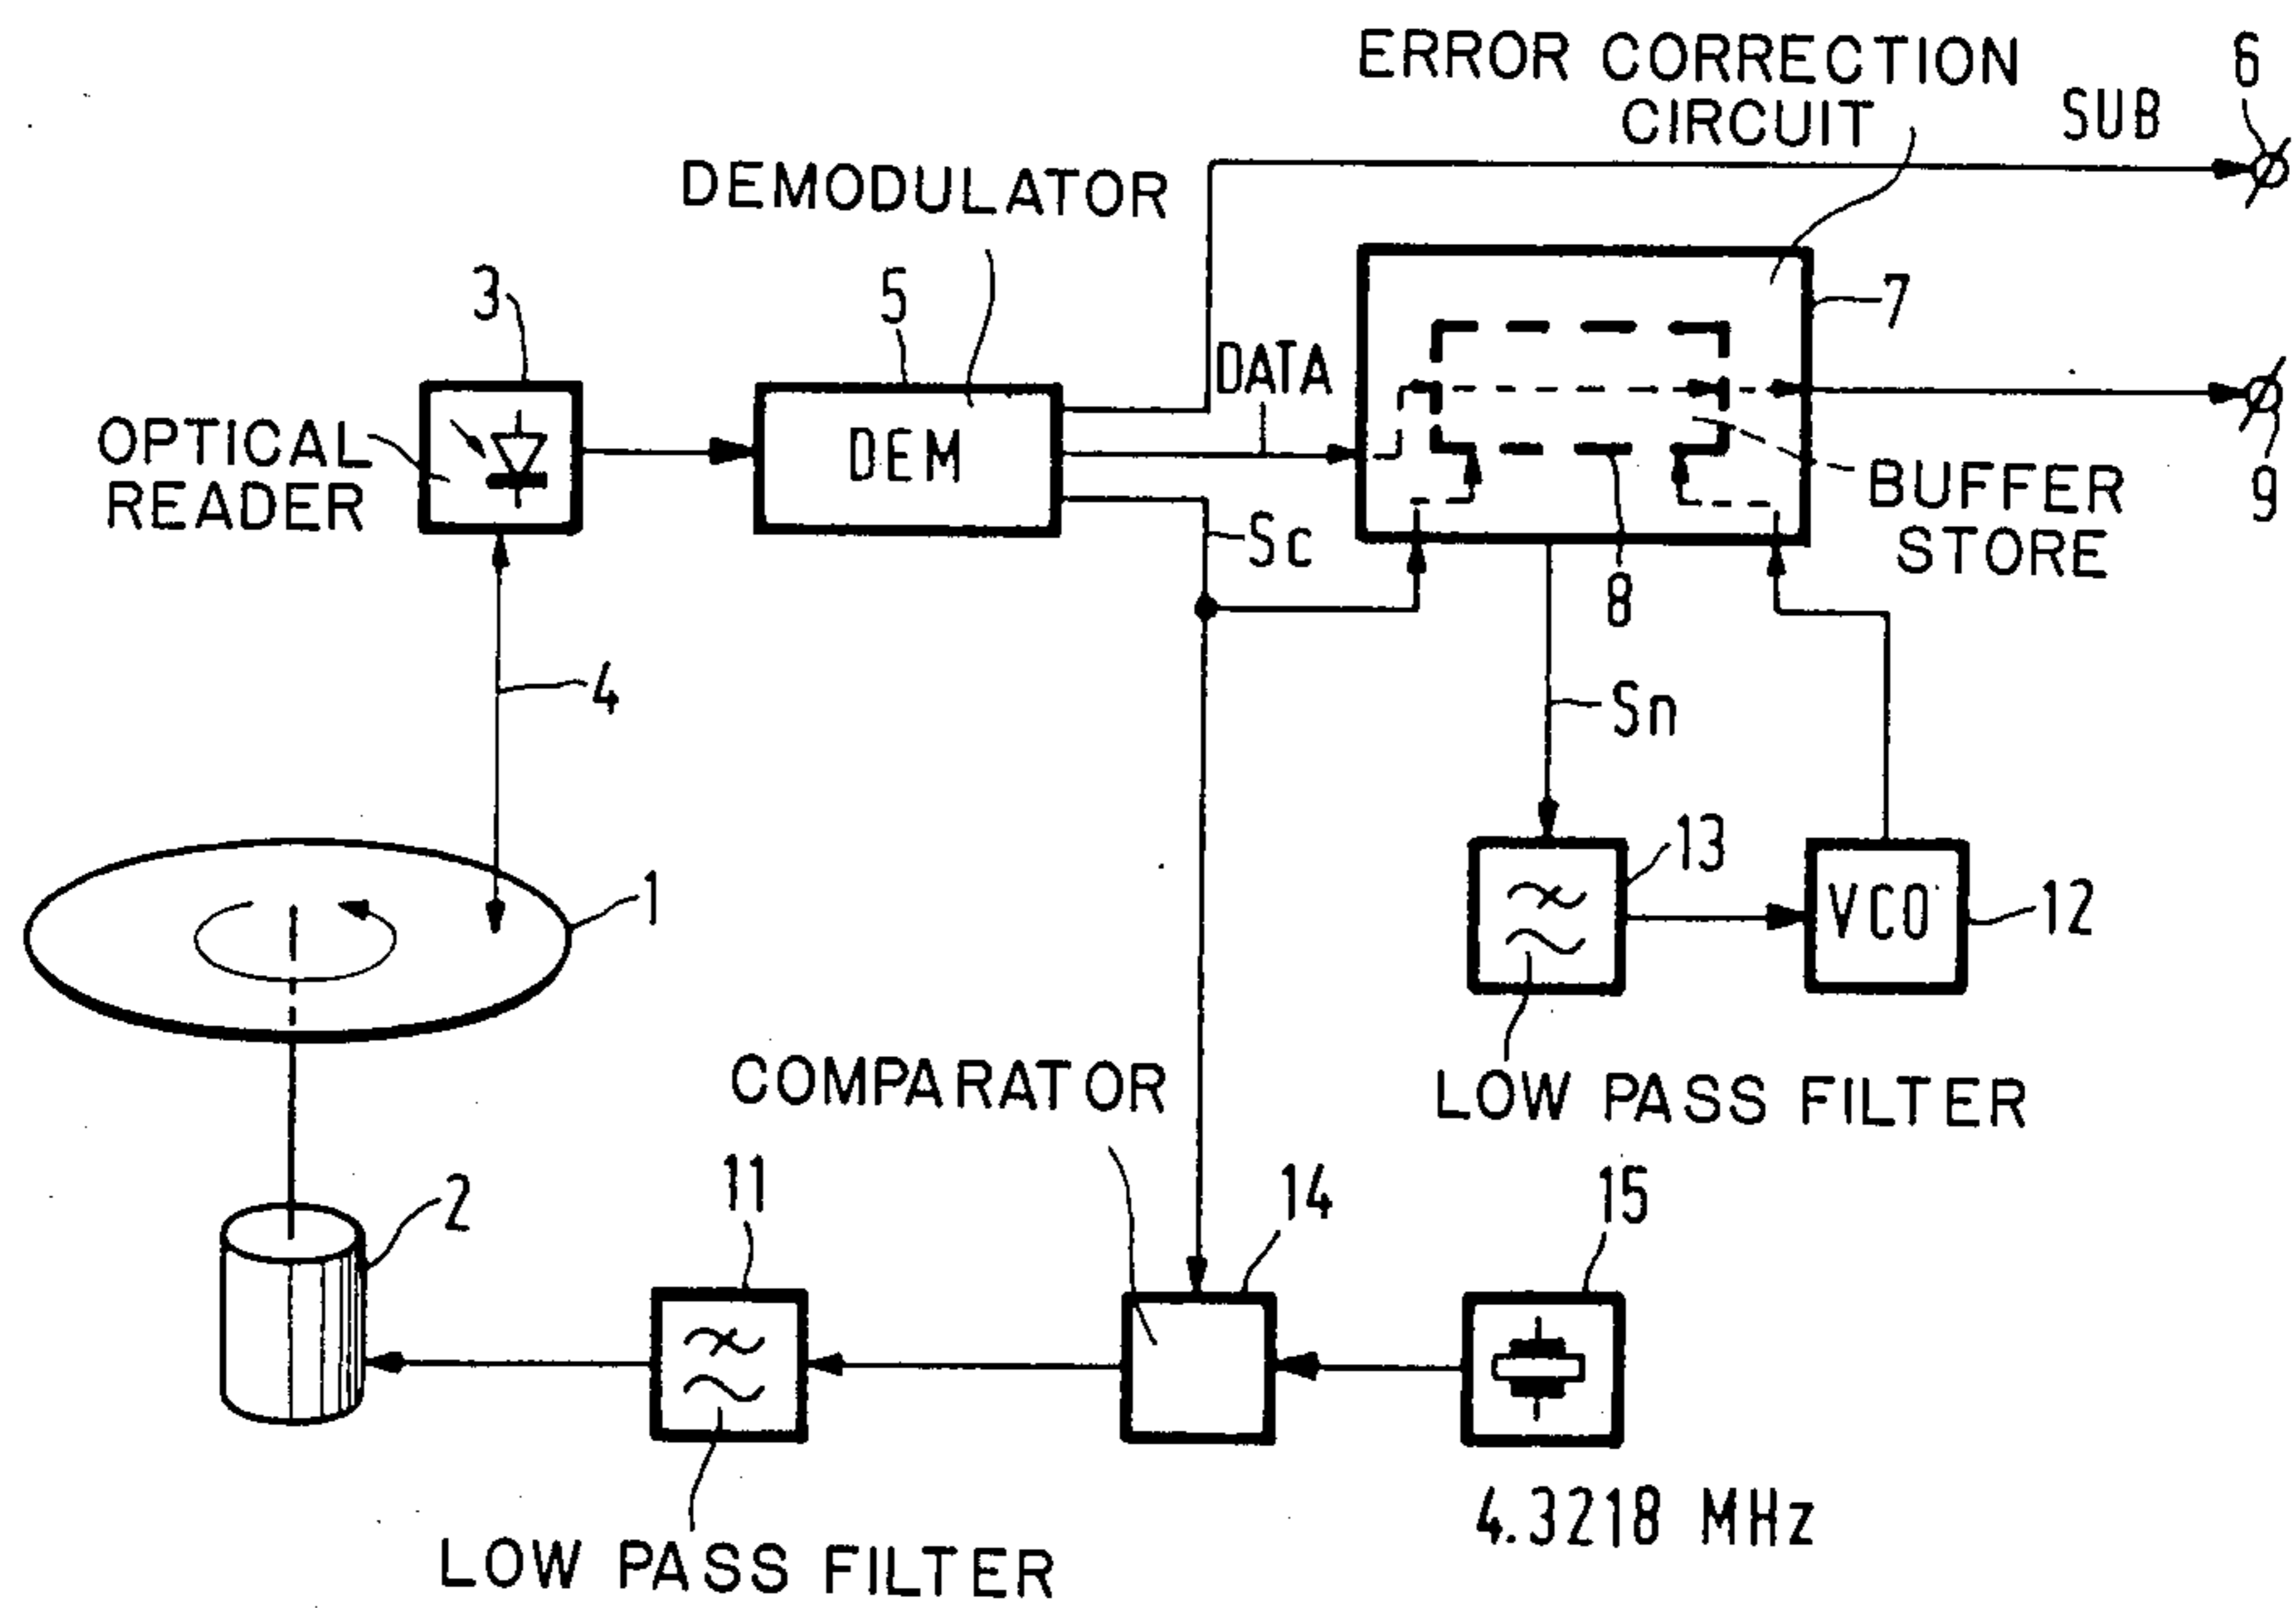 ERROR CORRECTION
CIRCUIT
SUB
6
DEMODULATOR
3
5
DATA
7
OPTICAL
READER
DEM
BUFFER
STORE
9
Sc
8
4
Sn
13
1
VCO
12
COMPARATOR
LOW PASS FILTER
2
11
14
15
4.3218 MHz
LOW PASS FILTER